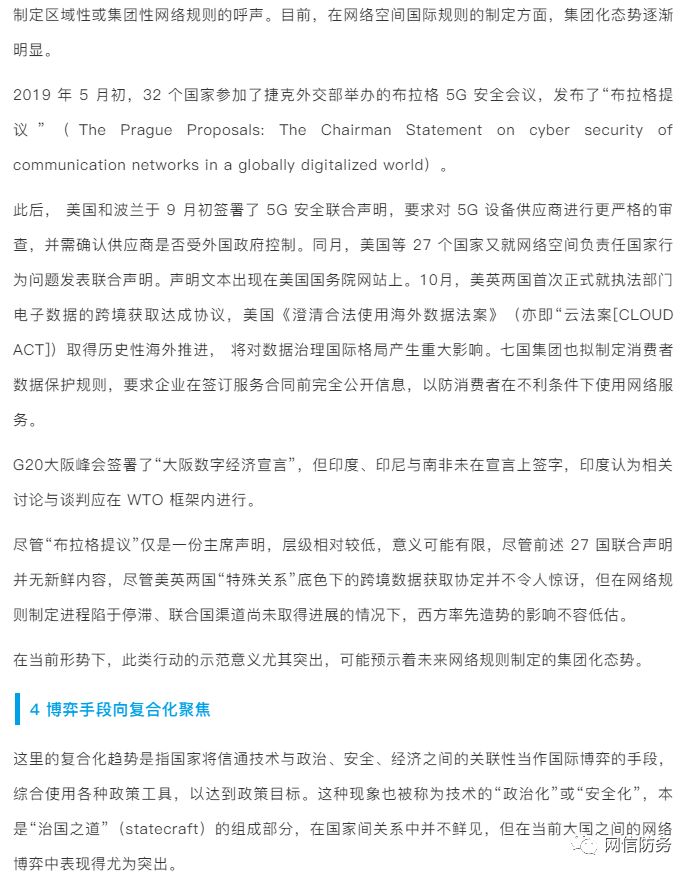 制定区域性或集团性网络规则的呼声。目前，在网络空间国际规则的制定方面，集团化态势逐渐
明显。
2019 年 5 月初，32 个国家参加了捷克外交部举办的布拉格 5G 安全会议，发布了“布拉格提
议”（The Prague Proposals: The Chairman Statement on cyber security of
communication networks in a globally digitalized world）。
此后， 美国和波兰于 9 月初签署了 5G 安全联合声明，要求对 5G 设备供应商进行更严格的审
查，并需确认供应商是否受外国政府控制。同月，美国等 27 个国家又就网络空间负责任国家行
为问题发表联合声明。声明文本出现在美国国务院网站上。10月，美英两国首次正式就执法部门
电子数据的跨境获取达成协议，美国《澄清合法使用海外数据法案》（亦即“云法案[CLOUD
ACT]）取得历史性海外推进， 将对数据治理国际格局产生重大影响。七国集团也拟制定消费者
数据保护规则，要求企业在签订服务合同前完全公开信息，以防消费者在不利条件下使用网络服
务。
G20大阪峰会签署了“大阪数字经济宣言”，但印度、印尼与南非未在宣言上签字，印度认为相关
讨论与谈判应在 WTO 框架内进行。
尽管“布拉格提议”仅是一份主席声明，层级相对较低，意义可能有限，尽管前述 27 国联合声明
并无新鲜内容，尽管美英两国“特殊关系”底色下的跨境数据获取协定并不令人惊讶，但在网络规
则制定进程陷于停滞、联合国渠道尚未取得进展的情况下，西方率先造势的影响不容低估。
在当前形势下，此类行动的示范意义尤其突出，可能预示着未来网络规则制定的集团化态势。
4 博弈手段向复合化聚焦
这里的复合化趋势是指国家将信通技术与政治、安全、经济之间的关联性当作国际博弈的手段，
综合使用各种政策工具，以达到政策目标。这种现象也被称为技术的“政治化”或“安全化”，本
是“治国之道”（statecraft）的组成部分，在国家间关系中并不鲜见，但在当前大国之间的网络
博弈中表现得尤为突出。
网信防务